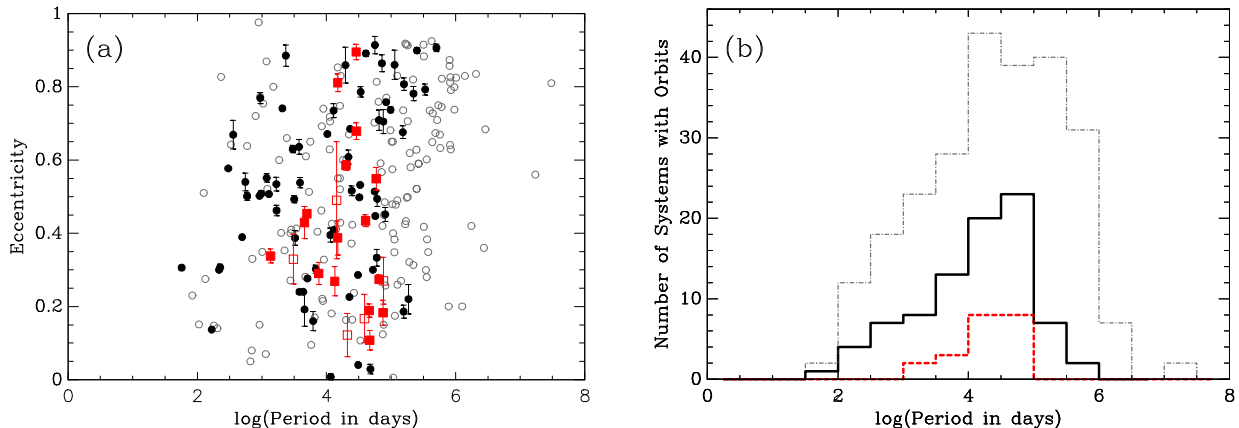 (a)
Eccentricity
1
0.8
0.6
0.4
0.2
0
0 2 4 6 8
log(Period in days)
(b)
Number of Systems with Orbits
40
30
20
10
0
0 2 4 6 8
log(Period in days)